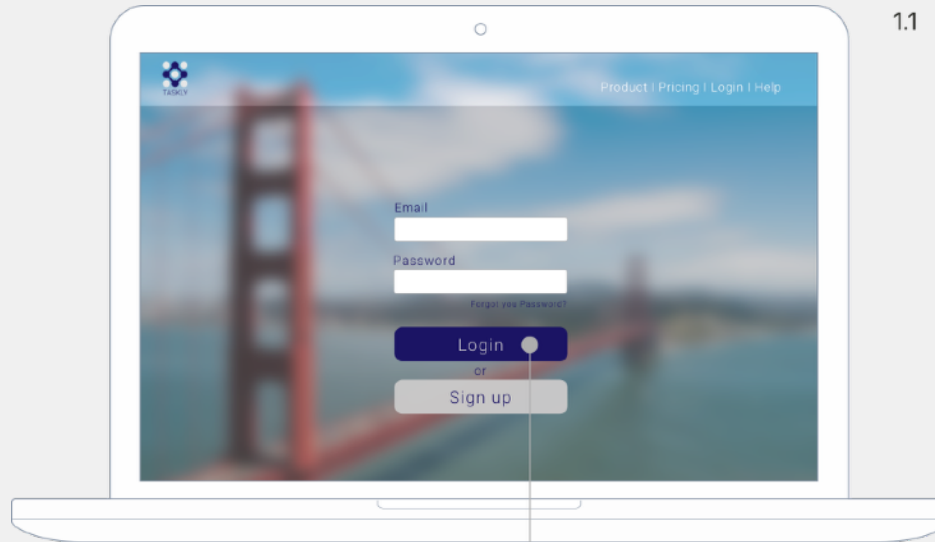 1.1
TASKLY
Product I Pricing I Login I Help
Email
Password
Forgot you Password?
Login
or
Sign up